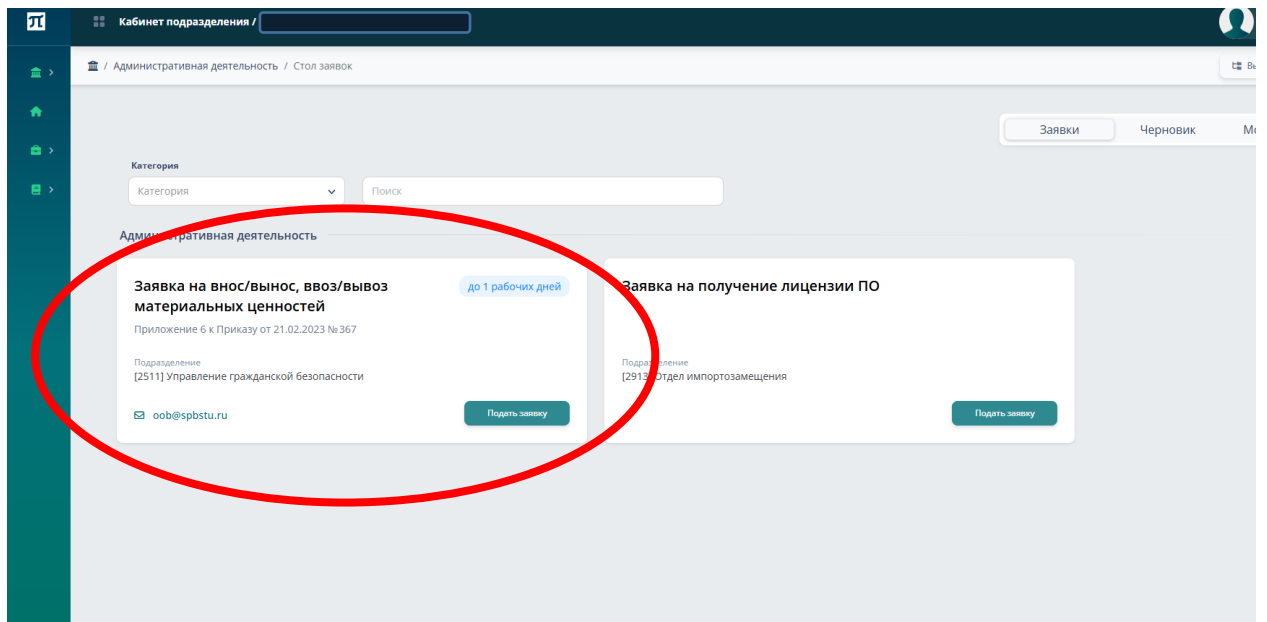 π
Кабинет подразделения /
/ Административная деятельность / Стол заявок
Заявки Черновик
Категория
Категория Поиск
Административная деятельность
Заявка на внос/вынос, ввоз/вывоз
материальных ценностей
до 1 рабочих дней
Приложение 6 к Приказу от 21.02.2023 № 367
Подразделение
[2511] Управление гражданской безопасности
oob@spbstu.ru
Подать заявку
Заявка на получение лицензии ПО
Подразделение
[2913] Отдел импортозамещения
Подать заявку